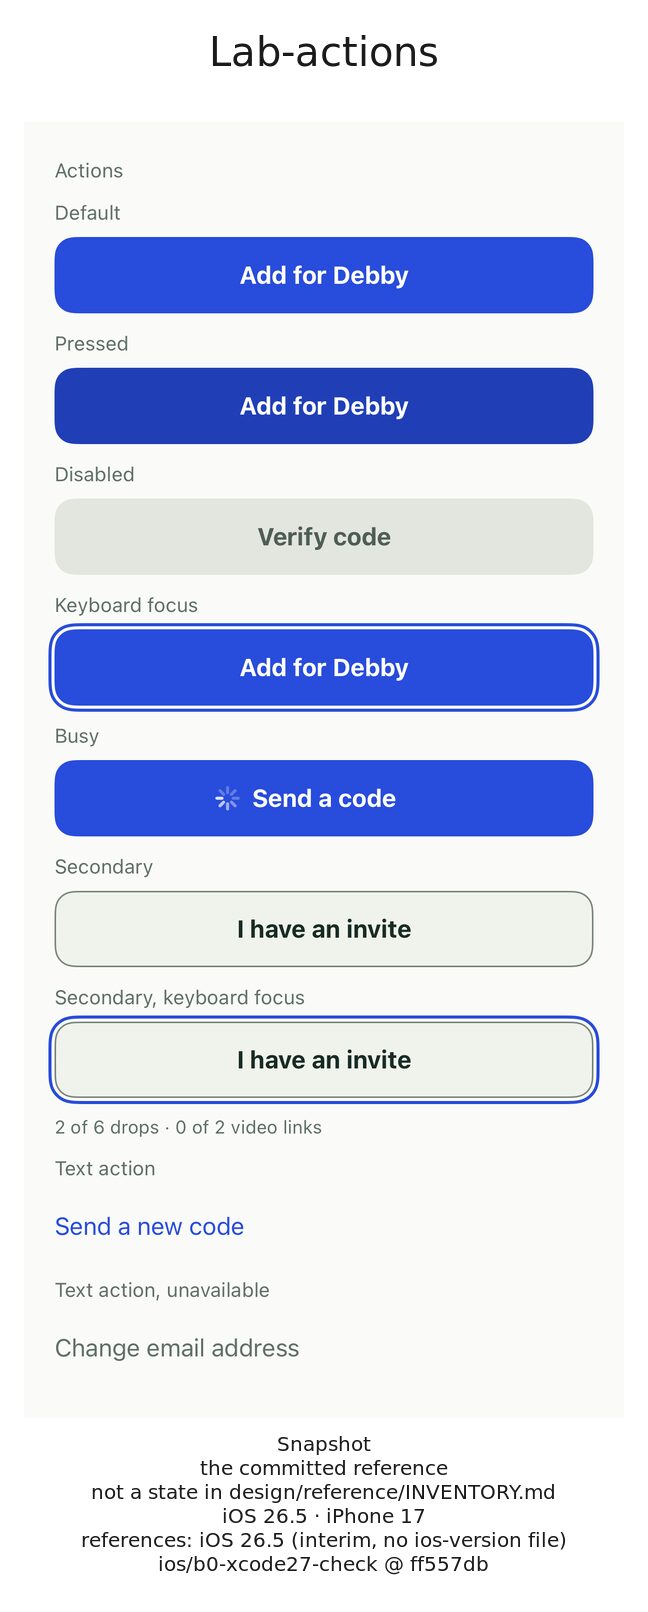 Lab-actions
Actions
Default
Add for Debby
Pressed
Add for Debby
Disabled
Verify code
Keyboard focus
Add for Debby
Busy
Send a code
Secondary
I have an invite
Secondary, keyboard focus
I have an invite
2 of 6 drops · 0 of 2 video links
Text action
Send a new code
Text action, unavailable
Change email address
Snapshot
the committed reference
not a state in design/reference/INVENTORY.md
iOS 26.5 · iPhone 17
references: iOS 26.5 (interim, no ios-version file)
ios/b0-xcode27-check @ ff557db